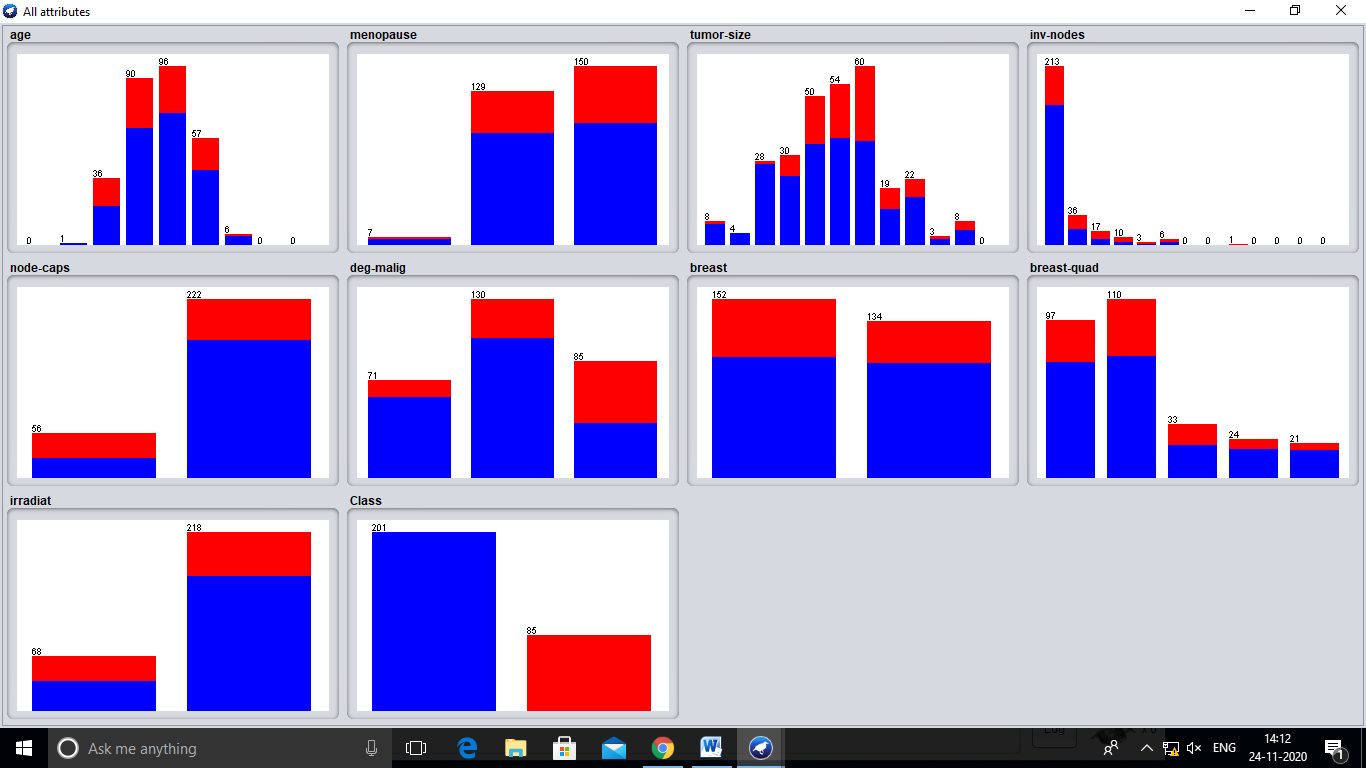 All attributes
age
menopause
tumor-size
inv-nodes
0 1 36 90 96 57 6 0 0
7 129 150
8 4 28 30 50 54 60 19 22 3 8 0
213 36 17 10 3 6 0 0 1 0 0 0 0
node-caps
deg-malig
breast
breast-quad
56 222
71 130 85
152 134
97 110 33 24 21
irradiat
Class
68 218
201 85
Ask me anything
Log
x 0
ENG
14:12
24-11-2020
1